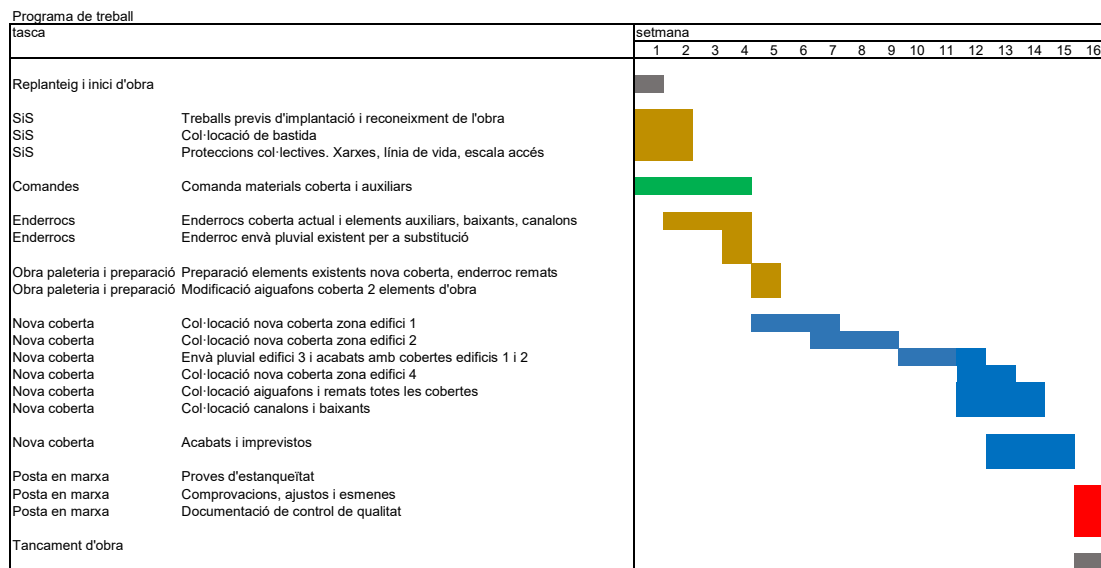 Programa de treball
tasca setmana
1 2 3 4 5 6 7 8 9 10 11 12 13 14 15 16
Replanteig i inici d'obra
SiS Treballs previs d'implantació i reconeixment de l'obra
SiS Col·locació de bastida
SiS Proteccions col·lectives. Xarxes, línia de vida, escala accés
Comandes Comanda materials coberta i auxiliars
Enderrocs Enderrocs coberta actual i elements auxiliars, baixants, canalons
Enderrocs Enderroc envà pluvial existent per a substitució
Obra paleteria i preparació Preparació elements existents nova coberta, enderroc remats
Obra paleteria i preparació Modificació aiguafons coberta 2 elements d'obra
Nova coberta Col·locació nova coberta zona edifici 1
Nova coberta Col·locació nova coberta zona edifici 2
Nova coberta Envà pluvial edifici 3 i acabats amb cobertes edificis 1 i 2
Nova coberta Col·locació nova coberta zona edifici 4
Nova coberta Col·locació aiguafons i remats totes les cobertes
Nova coberta Col·locació canalons i baixants
Nova coberta Acabats i imprevistos
Posta en marxa Proves d'estanqueïtat
Posta en marxa Comprovacions, ajustos i esmenes
Posta en marxa Documentació de control de qualitat
Tancament d'obra